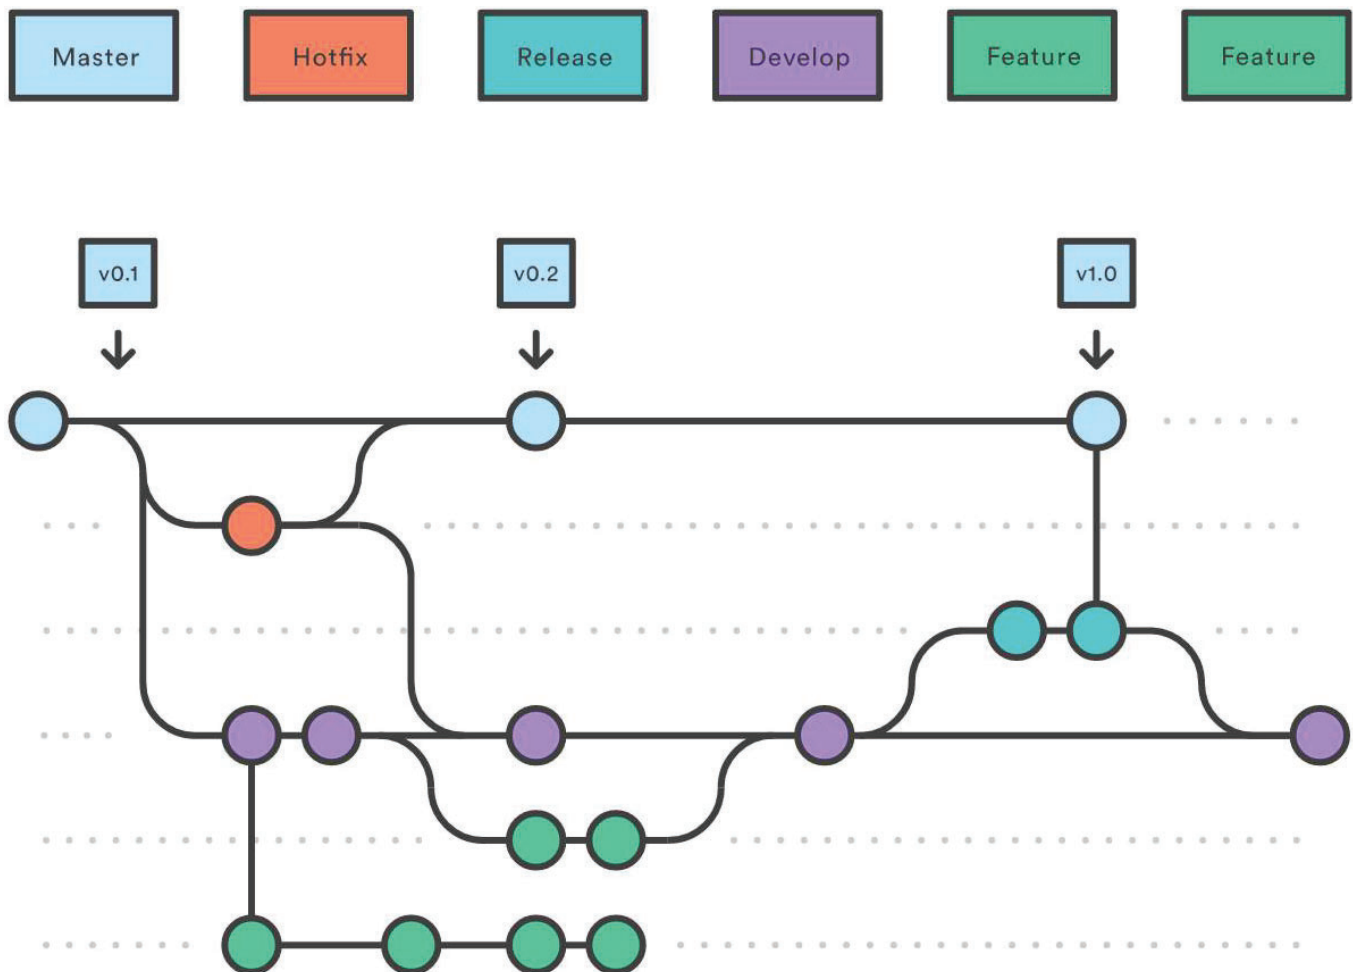 Master
Hotfix
Release
Develop
Feature
Feature
v0.1
v0.2
v1.0